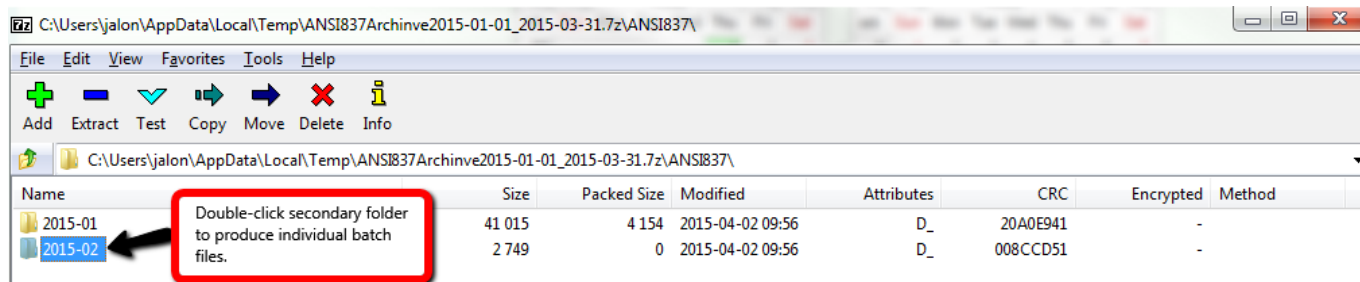 C:\Users\jalon\AppData\Local\Temp\ANSI837Archinve2015-01-01_2015-03-31.7z\ANSI837\
File Edit View Favorites Tools Help
Add Extract Test Copy Move Delete Info
C:\Users\jalon\AppData\Local\Temp\ANSI837Archinve2015-01-01_2015-03-31.7z\ANSI837\
Name Size Packed Size Modified Attributes CRC Encrypted Method
2015-01 41 015 4 154 2015-04-02 09:56 D_ 20A0E941 -
2015-02 2 749 0 2015-04-02 09:56 D_ 008CCD51 -
Double-click secondary folder
to produce individual batch
files.